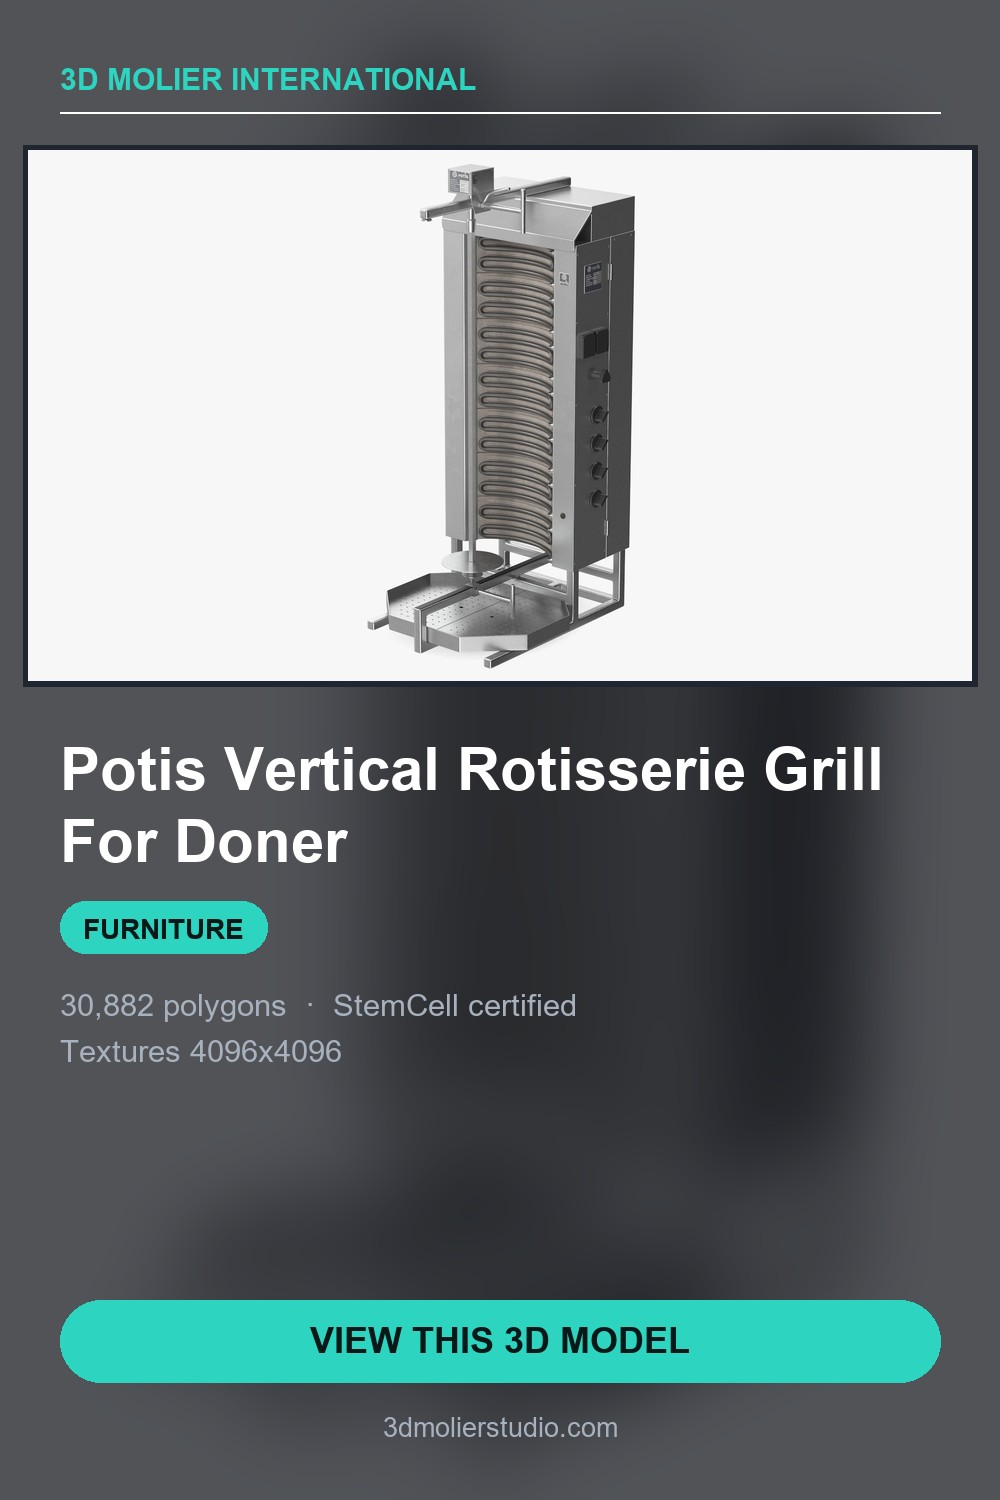 3D MOLIER INTERNATIONAL
Potis Vertical Rotisserie Grill
For Doner
FURNITURE
30,882 polygons · StemCell certified
Textures 4096x4096
VIEW THIS 3D MODEL
3dmolierstudio.com